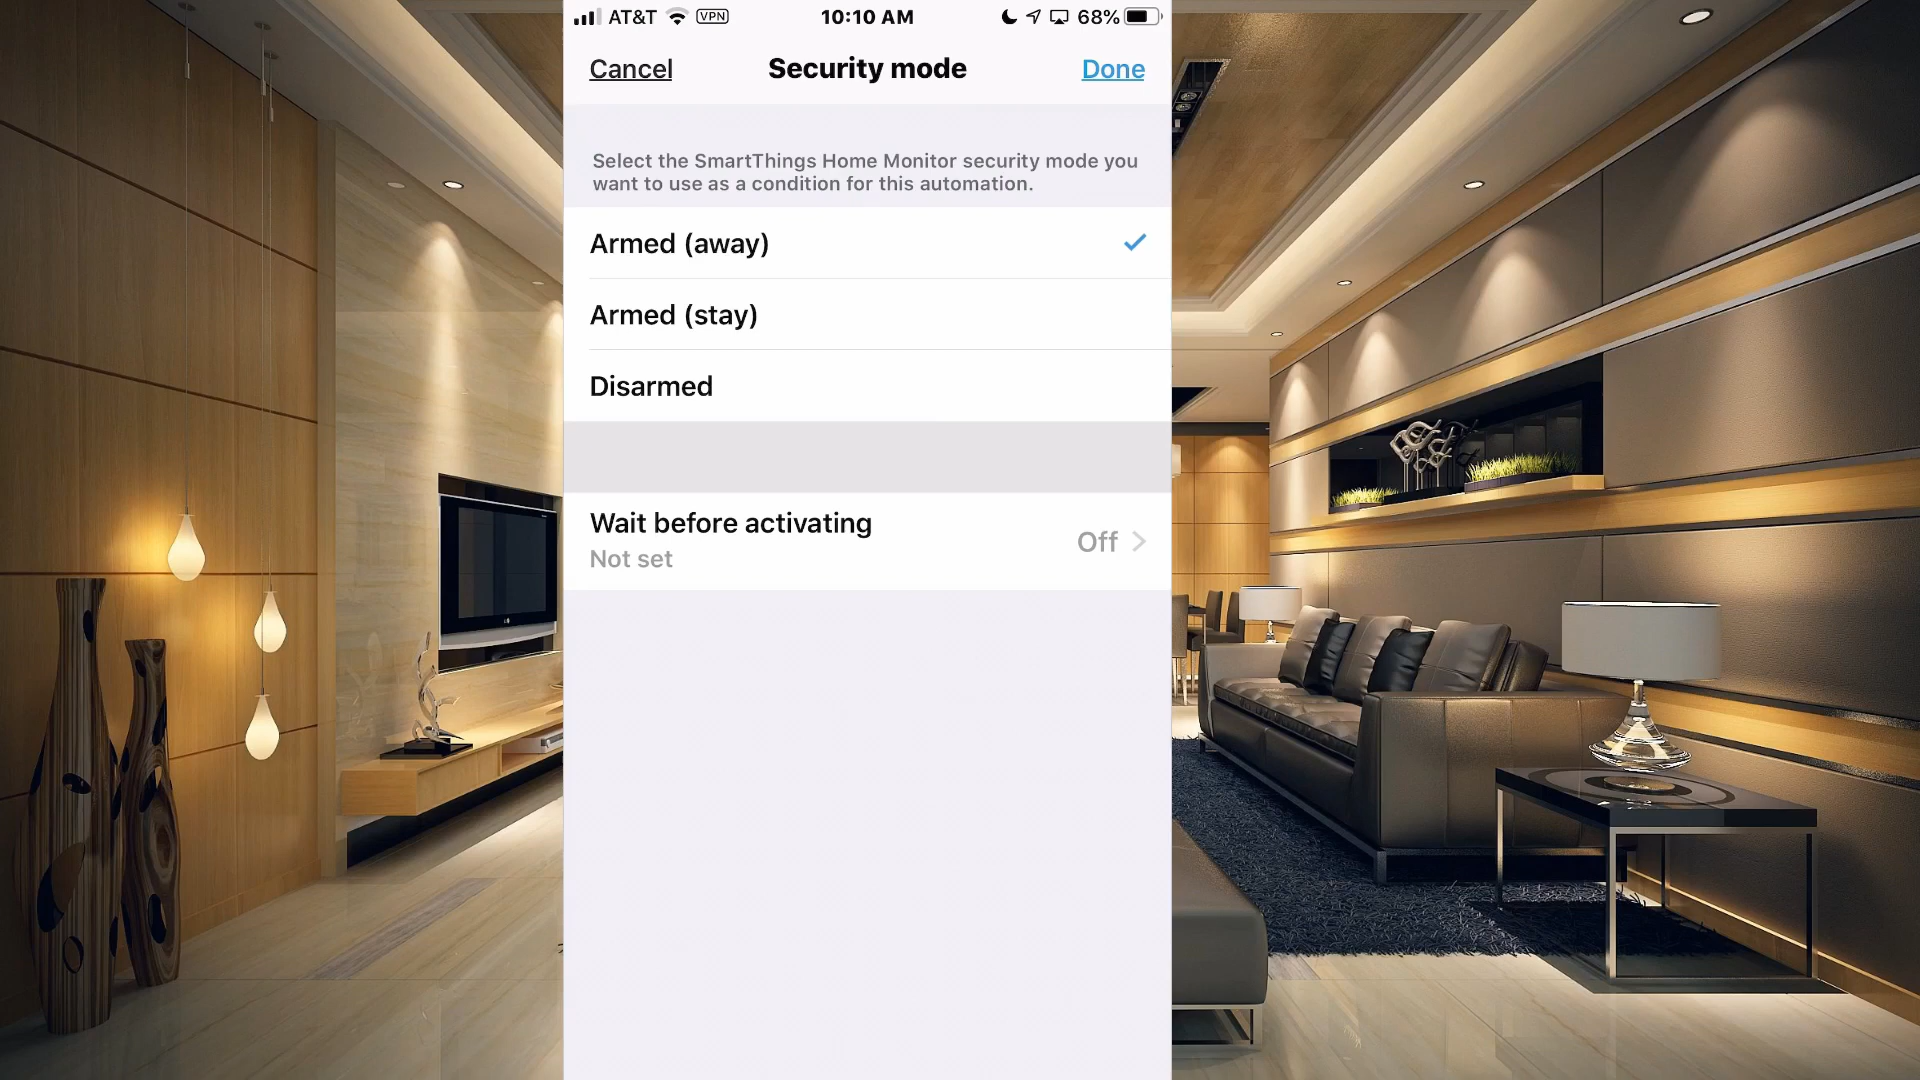 AT&T VPN 10:10 AM 68%
Cancel Security mode Done
Select the SmartThings Home Monitor security mode you
want to use as a condition for this automation.
Armed (away)
Armed (stay)
Disarmed
Wait before activating
Not set
Off